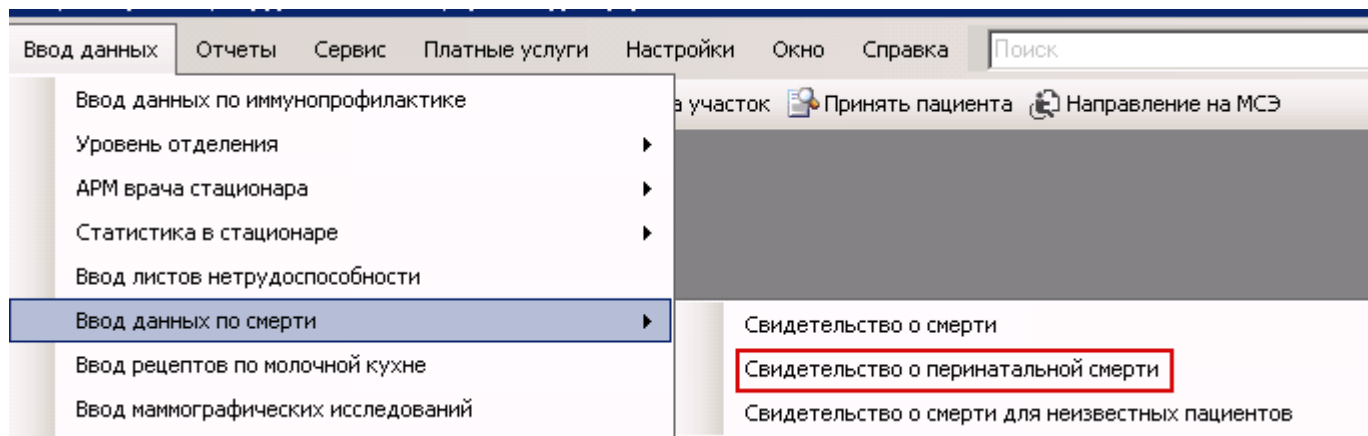 Ввод данных Отчеты Сервис Платные услуги Настройки Окно Справка Поиск
Ввод данных по иммунопрофилактике
а участок Принять пациента Направление на МСЭ
Уровень отделения
АРМ врача стационара
Статистика в стационаре
Ввод листов нетрудоспособности
Ввод данных по смерти
Свидетельство о смерти
Ввод рецептов по молочной кухне
Свидетельство о перинатальной смерти
Ввод маммографических исследований
Свидетельство о смерти для неизвестных пациентов